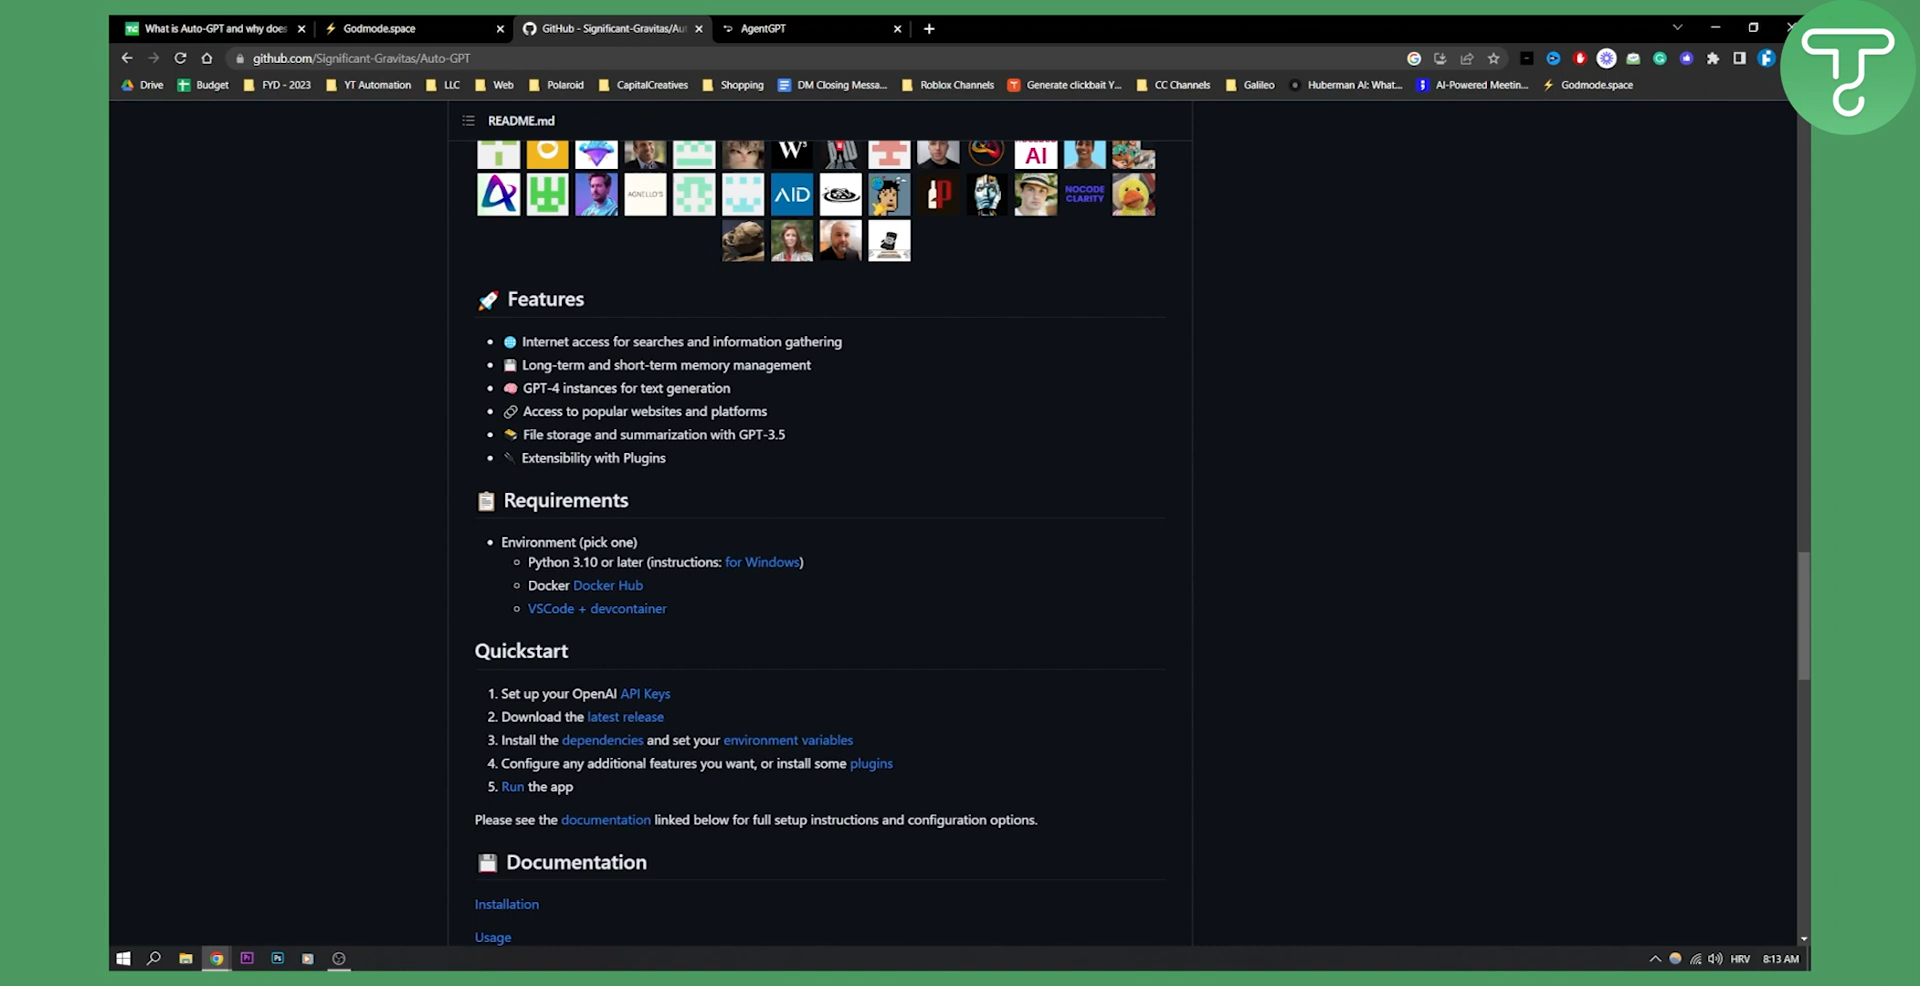 What is Auto-GPT and why does
Godmode.space
GitHub - Significant-Gravitas/Aut
AgentGPT
github.com/Significant-Gravitas/Auto-GPT
Drive
Budget
FYD - 2023
YT Automation
LLC
Web
Polaroid
CapitalCreatives
Shopping
DM Closing Messa...
Roblox Channels
Generate clickbait Y...
CC Channels
Galileo
Huberman AI: What...
AI-Powered Meetin...
Godmode.space
README.md
AI
AGNELLO'S
AID
NOCODE
CLARITY
Features
Internet access for searches and information gathering
Long-term and short-term memory management
GPT-4 instances for text generation
Access to popular websites and platforms
File storage and summarization with GPT-3.5
Extensibility with Plugins
Requirements
Environment (pick one)
Python 3.10 or later (instructions: for Windows)
Docker Docker Hub
VSCode + devcontainer
Quickstart
1. Set up your OpenAI API Keys
2. Download the latest release
3. Install the dependencies and set your environment variables
4. Configure any additional features you want, or install some plugins
5. Run the app
Please see the documentation linked below for full setup instructions and configuration options.
Documentation
Installation
Usage
HRV
8:13 AM